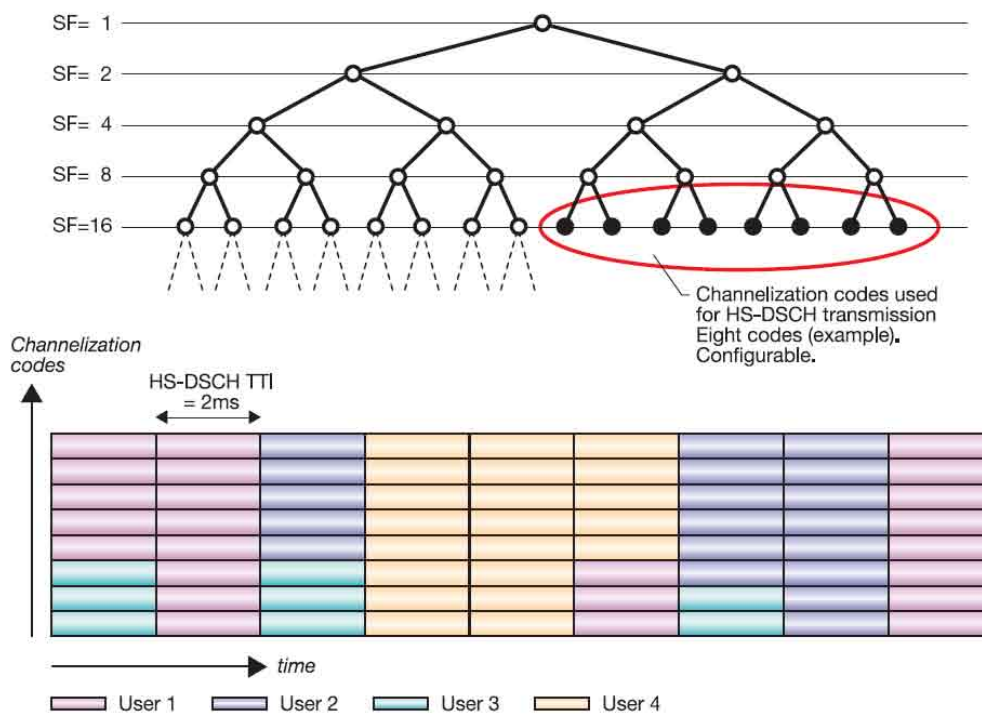 SF= 1
SF= 2
SF= 4
SF= 8
SF=16
Channelization codes used
for HS-DSCH transmission
Eight codes (example).
Configurable.
Channelization
codes
HS-DSCH TTI
= 2ms
time
User 1
User 2
User 3
User 4